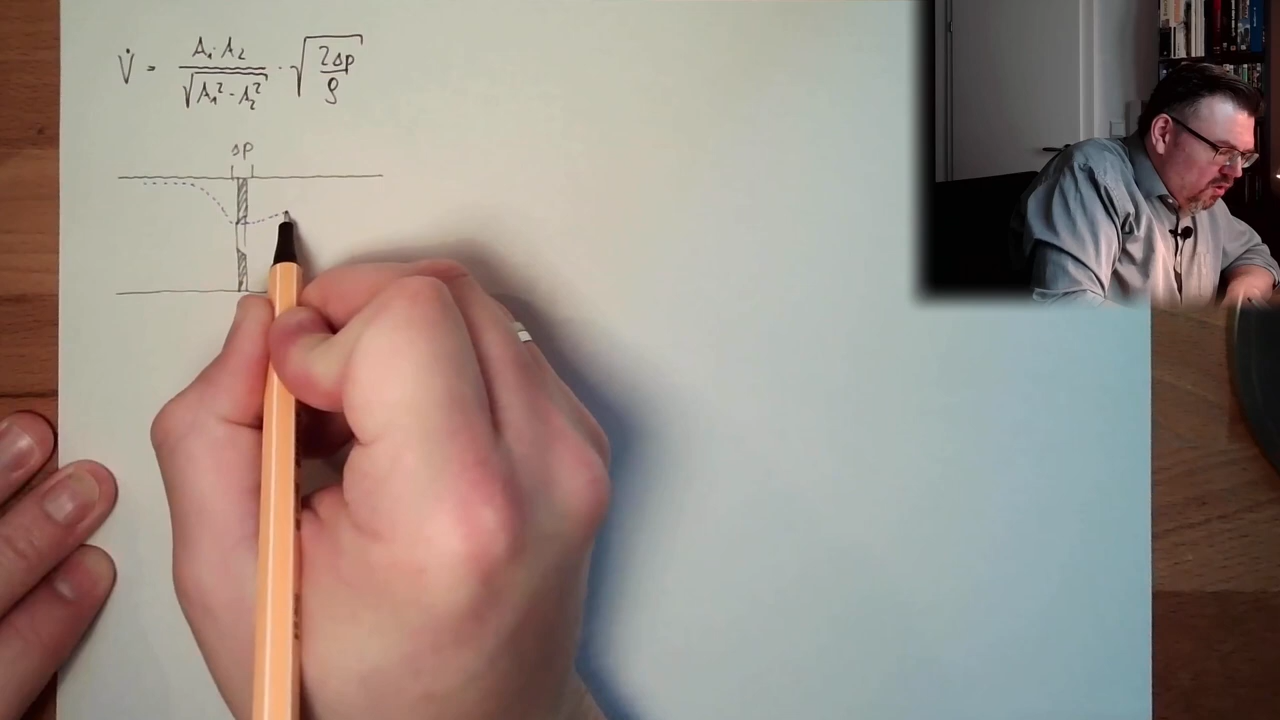 V̇ = A₁·A₂ / √(A₁² - A₂²) · √(2Δp / ρ)
Δp